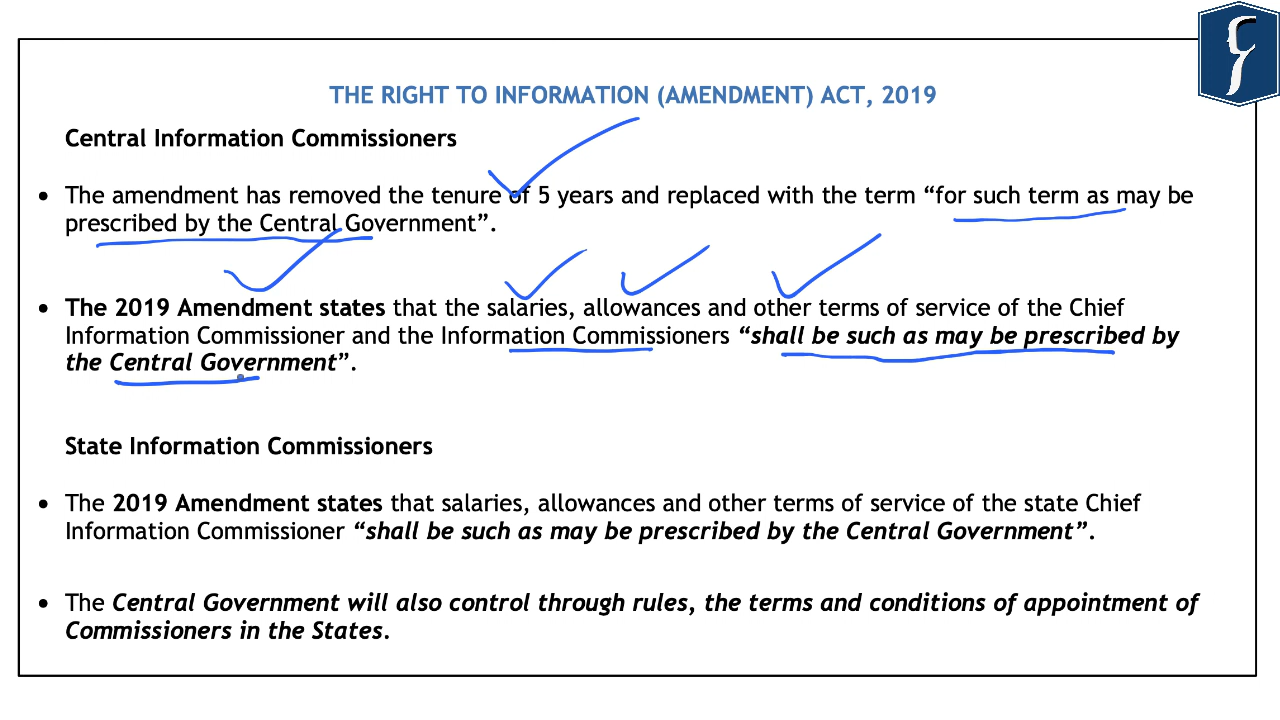 THE RIGHT TO INFORMATION (AMENDMENT) ACT, 2019
Central Information Commissioners
• The amendment has removed the tenure of 5 years and replaced with the term “for such term as may be
prescribed by the Central Government”.
• The 2019 Amendment states that the salaries, allowances and other terms of service of the Chief
Information Commissioner and the Information Commissioners “shall be such as may be prescribed by
the Central Government”.
State Information Commissioners
• The 2019 Amendment states that salaries, allowances and other terms of service of the state Chief
Information Commissioner “shall be such as may be prescribed by the Central Government”.
• The Central Government will also control through rules, the terms and conditions of appointment of
Commissioners in the States.